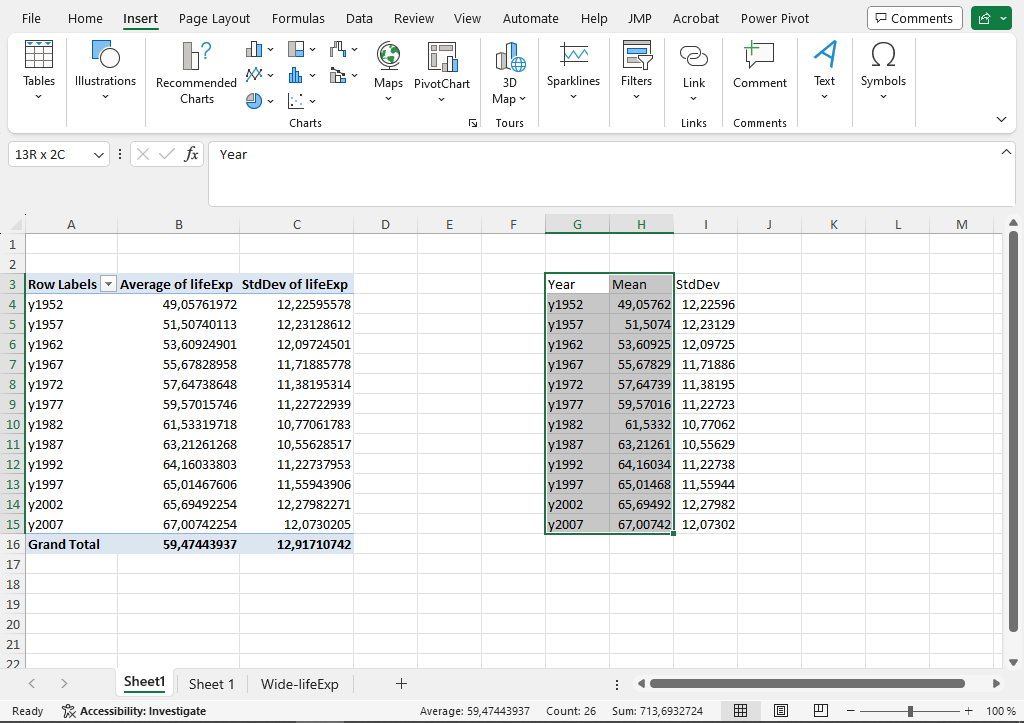 File Home Insert Page Layout Formulas Data Review View Automate Help JMP Acrobat Power Pivot Comments
Tables Illustrations Recommended Charts Maps PivotChart 3D Map Sparklines Filters Link Comment Text Symbols
Charts Tours Links Comments
13R x 2C fx Year
A B C D E F G H I J K L M
1
2
3 Row Labels Average of lifeExp StdDev of lifeExp Year Mean StdDev
4 y1952 49,05761972 12,22595578 y1952 49,05762 12,22596
5 y1957 51,50740113 12,23128612 y1957 51,5074 12,23129
6 y1962 53,60924901 12,09724501 y1962 53,60925 12,09725
7 y1967 55,67828958 11,71885778 y1967 55,67829 11,71886
8 y1972 57,64738648 11,38195314 y1972 57,64739 11,38195
9 y1977 59,57015746 11,22722939 y1977 59,57016 11,22723
10 y1982 61,53319718 10,77061783 y1982 61,5332 10,77062
11 y1987 63,21261268 10,55628517 y1987 63,21261 10,55629
12 y1992 64,16033803 11,22737953 y1992 64,16034 11,22738
13 y1997 65,01467606 11,55943906 y1997 65,01468 11,55944
14 y2002 65,69492254 12,27982271 y2002 65,69492 12,27982
15 y2007 67,00742254 12,0730205 y2007 67,00742 12,07302
16 Grand Total 59,47443937 12,91710742
17
18
19
20
21
22
Sheet1 Sheet 1 Wide-lifeExp
Ready Accessibility: Investigate Average: 59,47443937 Count: 26 Sum: 713,6932724 100 %